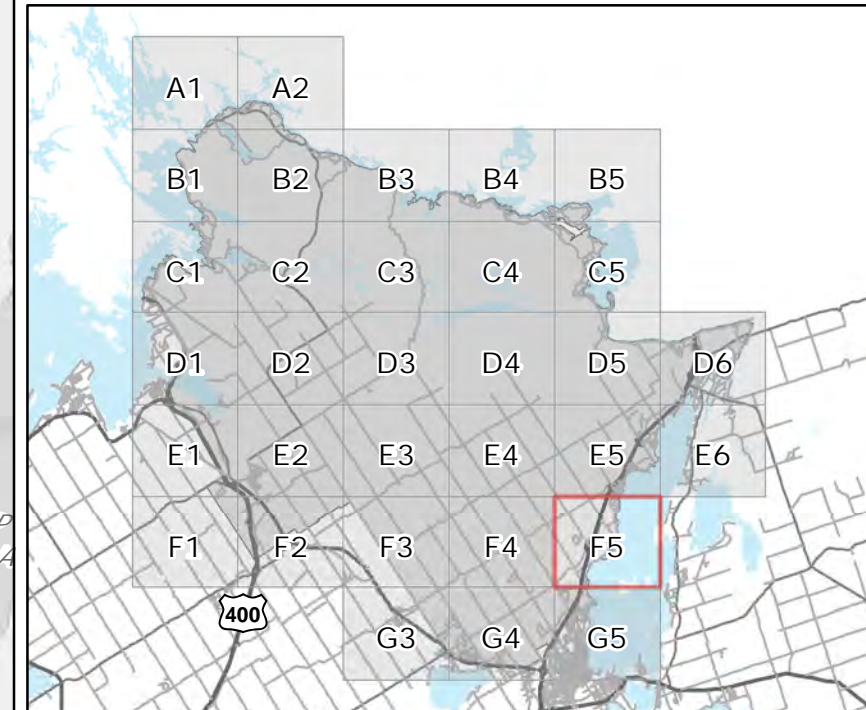 A1 A2
B1 B2 B3 B4 B5
C1 C2 C3 C4 C5
D1 D2 D3 D4 D5 D6
E1 E2 E3 E4 E5 E6
F1 F2 F3 F4 F5
400
G3 G4 G5